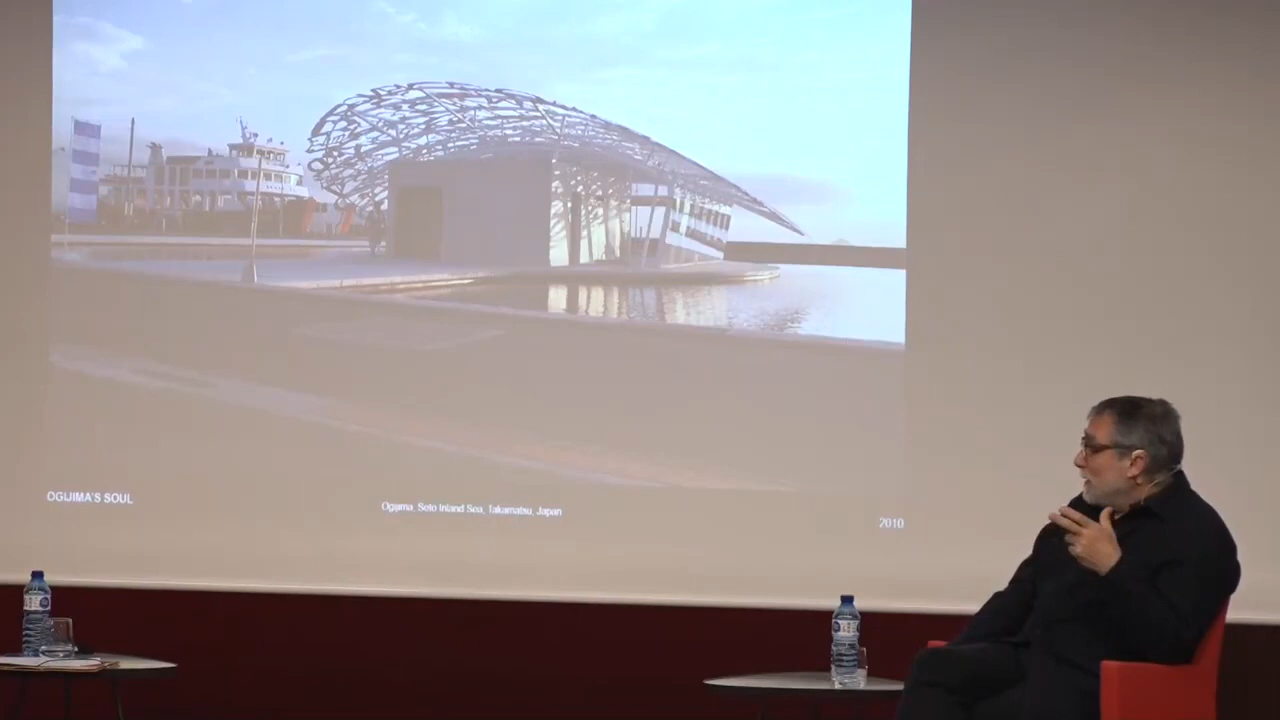 OGIJIMA'S SOUL
Ogijima, Seto Inland Sea, Takamatsu, Japan
2010